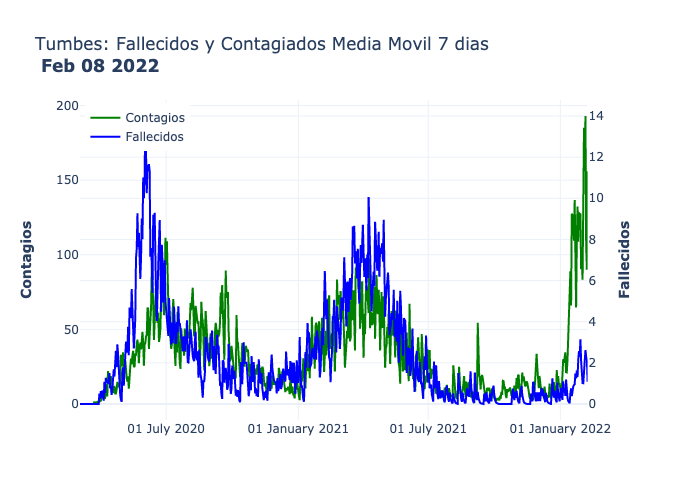 Tumbes: Fallecidos y Contagiados Media Movil 7 dias
Feb 08 2022
Contagios
Fallecidos
200
150
100
50
0
Contagios
14
12
10
8
6
4
2
0
Fallecidos
01 July 2020
01 January 2021
01 July 2021
01 January 2022